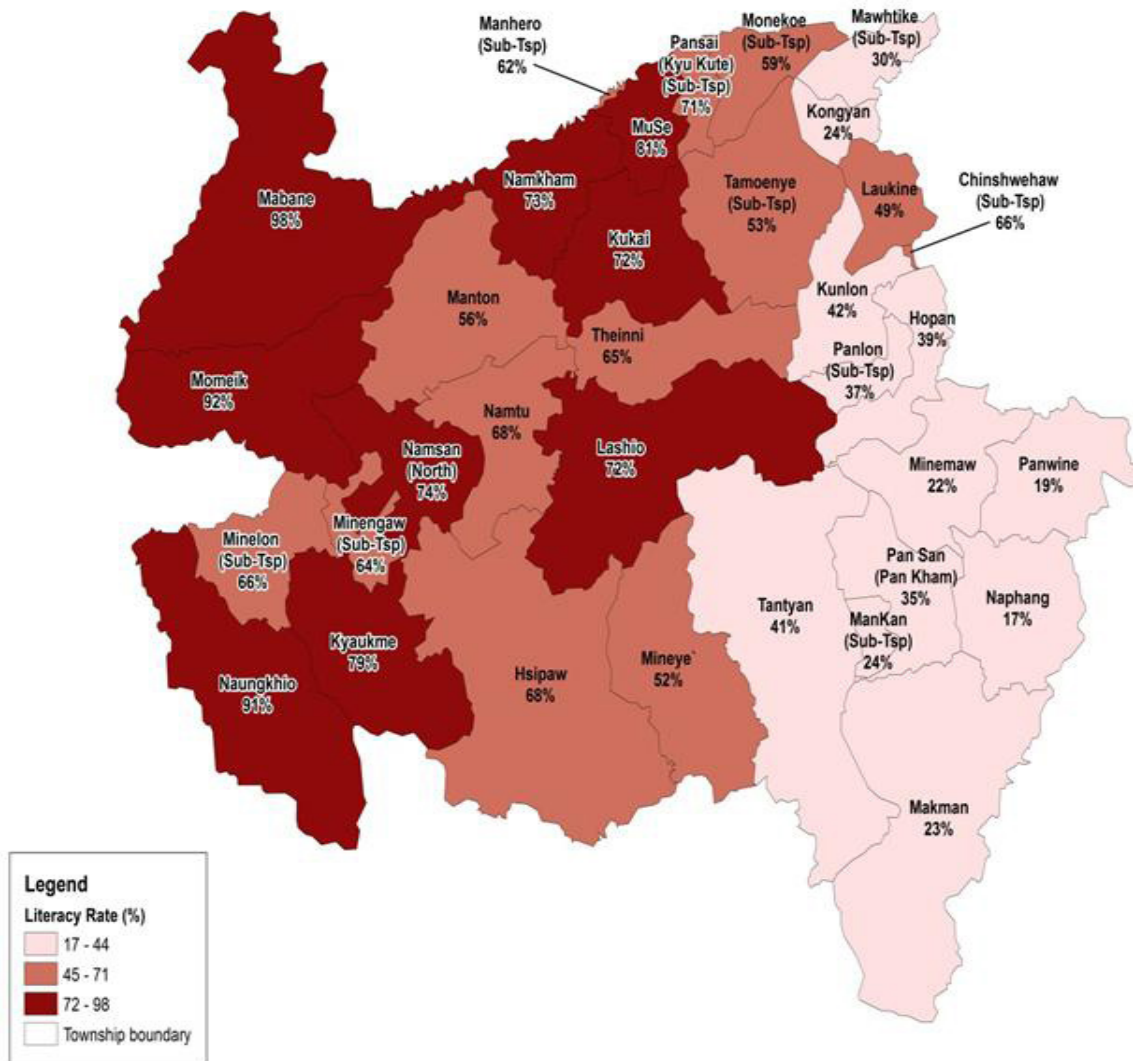 Manhero
(Sub-Tsp)
62%
Pansai
(Kyu Kute)
(Sub-Tsp)
71%
Monekoe
(Sub-Tsp)
59%
Mawhtike
(Sub-Tsp)
30%
Kongyan
24%
MuSe
81%
Namkham
73%
Mabane
98%
Tamoenye
(Sub-Tsp)
53%
Laukine
49%
Chinshwehaw
(Sub-Tsp)
66%
Kukai
72%
Manton
56%
Kunlon
42%
Hopan
39%
Theinni
65%
Panlon
(Sub-Tsp)
37%
Momeik
92%
Namtu
68%
Namsan
(North)
74%
Lashio
72%
Minemaw
22%
Panwine
19%
Minengaw
(Sub-Tsp)
64%
Minelon
(Sub-Tsp)
66%
Pan San
(Pan Kham)
35%
Naphang
17%
Tantyan
41%
ManKan
(Sub-Tsp)
24%
Kyaukme
79%
Hsipaw
68%
Mineye`
52%
Naungkhio
91%
Makman
23%
Legend
Literacy Rate (%)
17 - 44
45 - 71
72 - 98
Township boundary